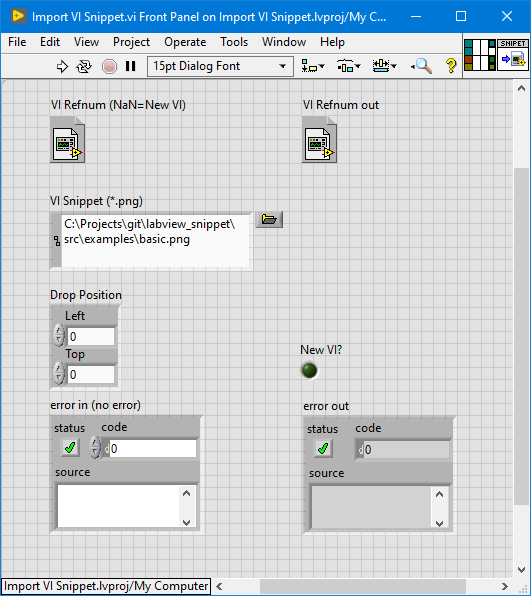 Import VI Snippet.vi Front Panel on Import VI Snippet.lvproj/My C...
File Edit View Project Operate Tools Window Help
15pt Dialog Font
SNIPET
VI Refnum (NaN=New VI)
VI Refnum out
VI Snippet (*.png)
C:\Projects\git\labview_snippet\
src\examples\basic.png
Drop Position
Left
0
Top
0
New VI?
error in (no error)
status code
d0
source
error out
status code
d0
source
Import VI Snippet.lvproj/My Computer